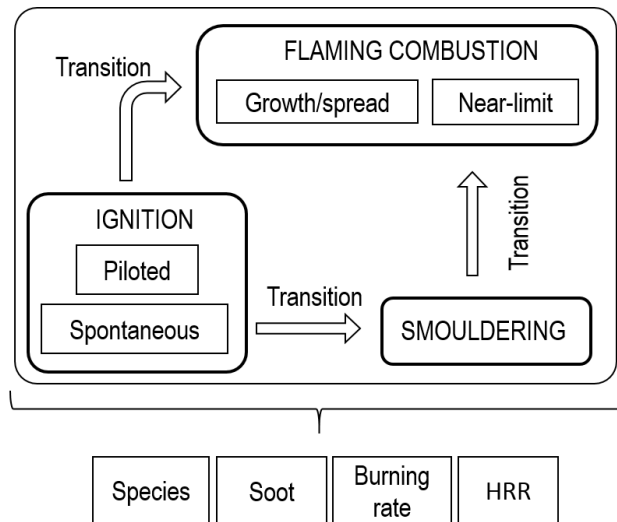 FLAMING COMBUSTION
Transition
Growth/spread
Near-limit
IGNITION
Piloted
Spontaneous
Transition
Transition
SMOULDERING
Species
Soot
Burning
rate
HRR